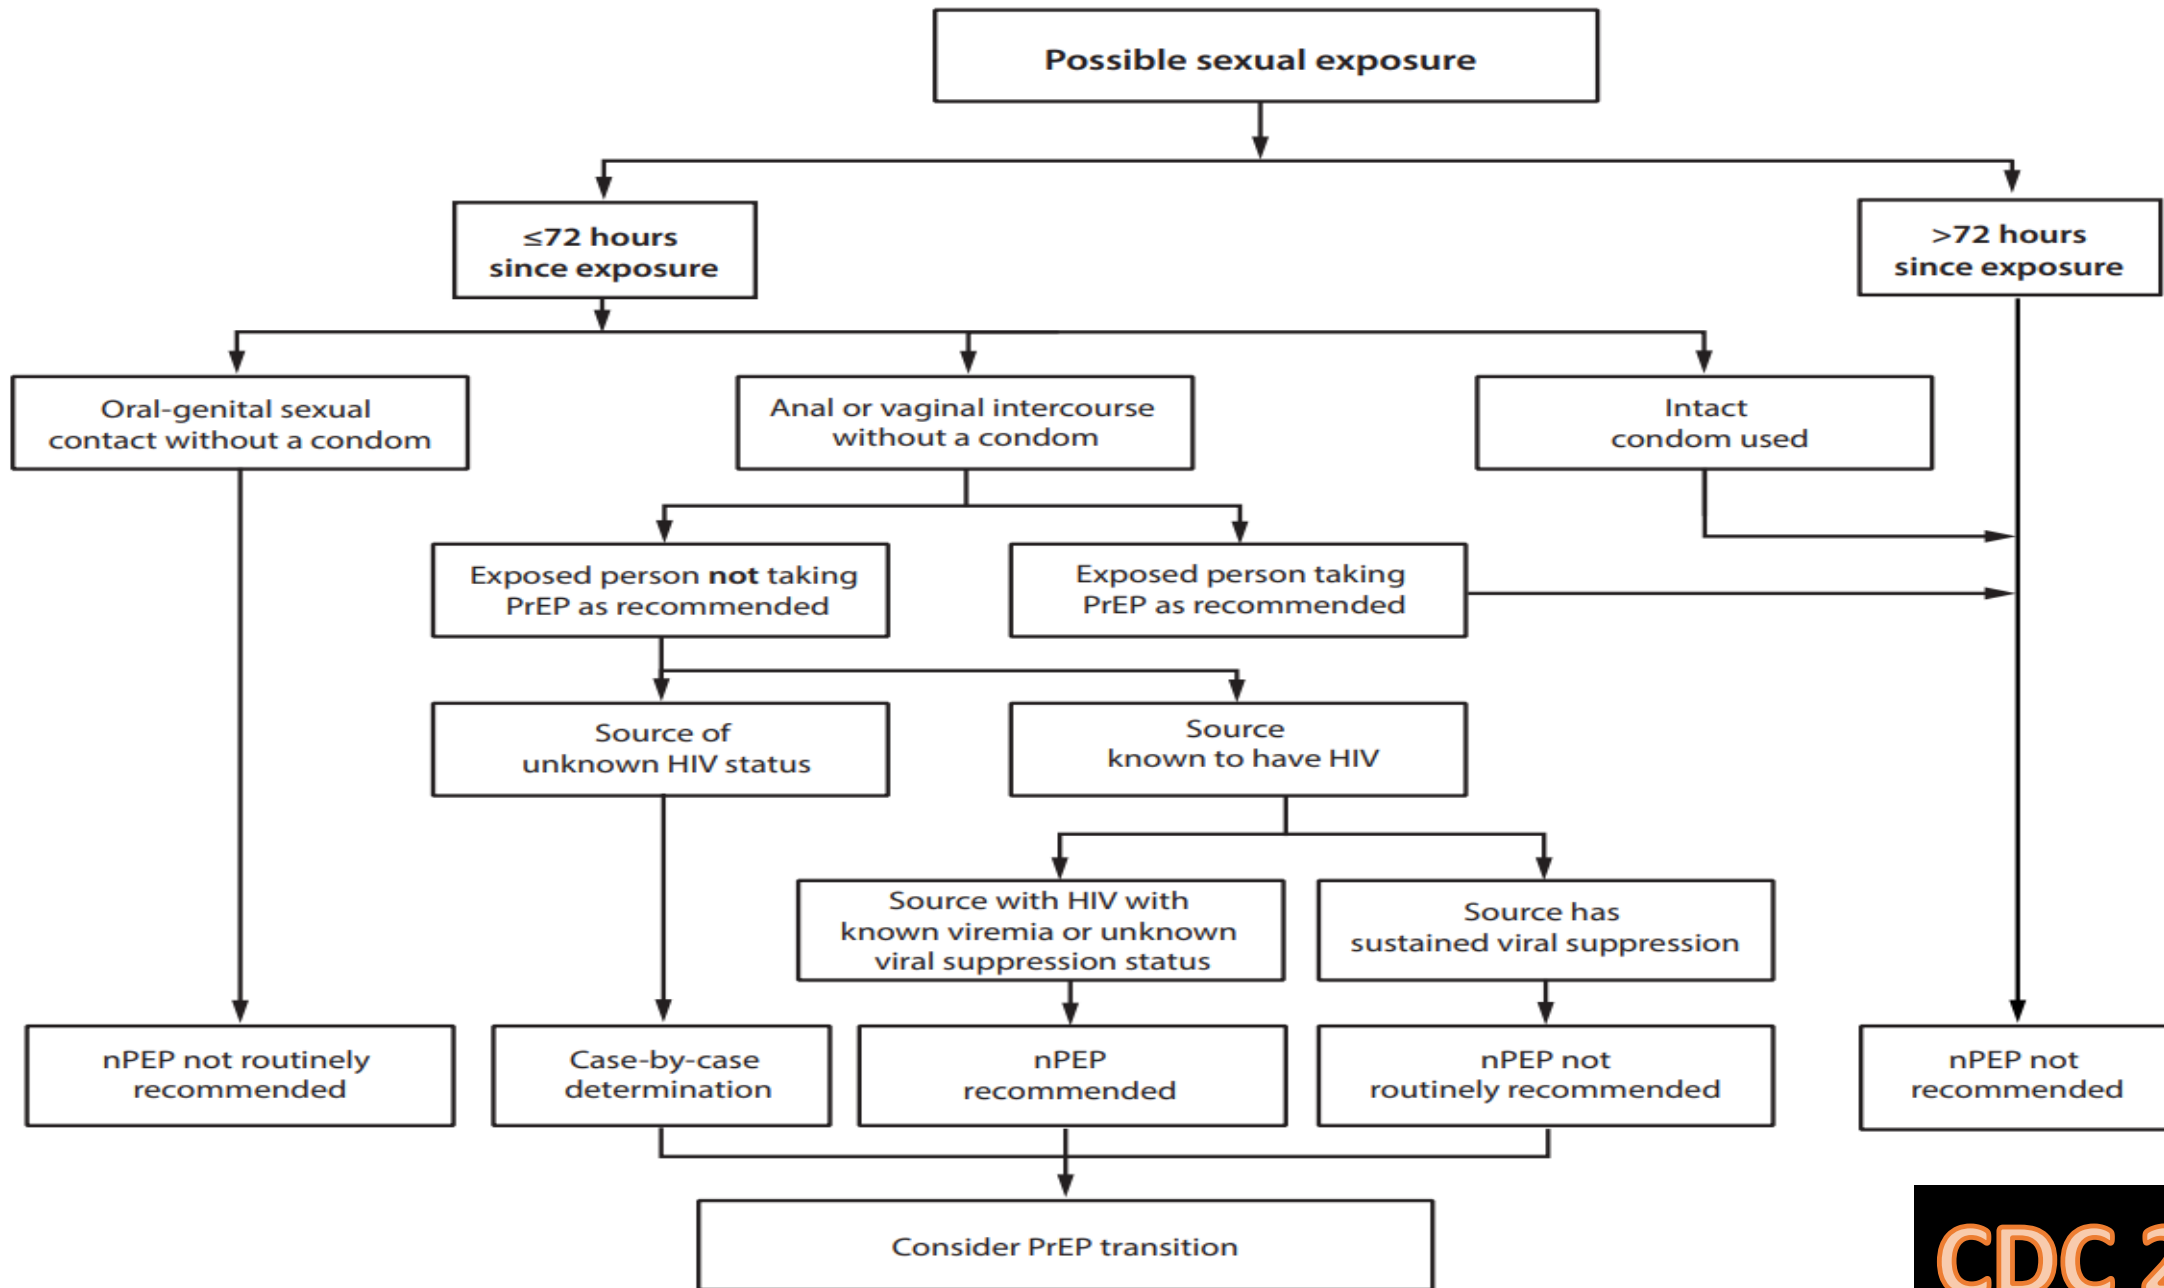 Possible sexual exposure
≤72 hours
since exposure
>72 hours
since exposure
Oral-genital sexual
contact without a condom
Anal or vaginal intercourse
without a condom
Intact
condom used
Exposed person not taking
PrEP as recommended
Exposed person taking
PrEP as recommended
Source of
unknown HIV status
Source
known to have HIV
Source with HIV with
known viremia or unknown
viral suppression status
Source has
sustained viral suppression
nPEP not routinely
recommended
Case-by-case
determination
nPEP
recommended
nPEP not
routinely recommended
nPEP not
recommended
Consider PrEP transition
CDC